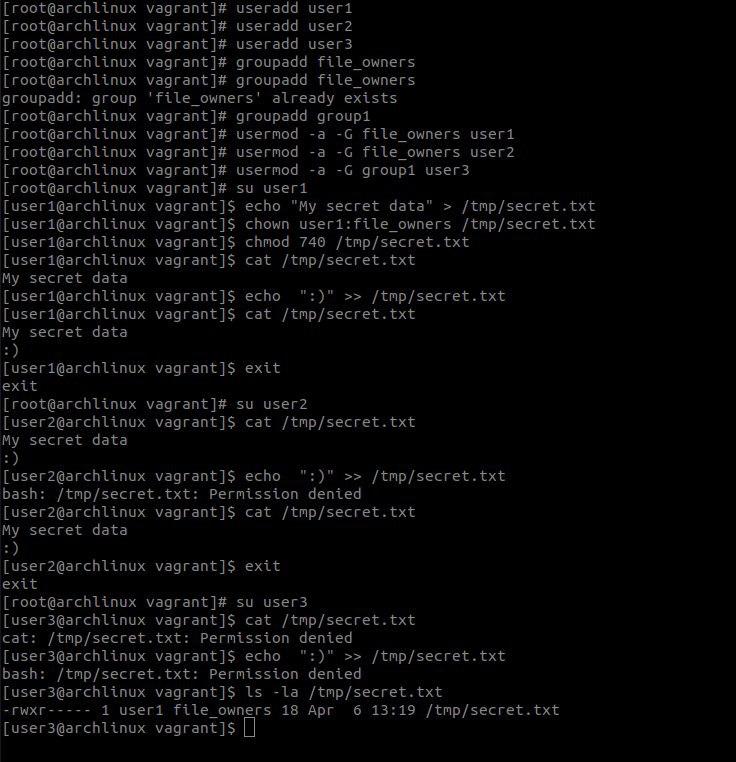 [root@archlinux vagrant]# useradd user1
[root@archlinux vagrant]# useradd user2
[root@archlinux vagrant]# useradd user3
[root@archlinux vagrant]# groupadd file_owners
[root@archlinux vagrant]# groupadd file_owners
groupadd: group 'file_owners' already exists
[root@archlinux vagrant]# groupadd group1
[root@archlinux vagrant]# usermod -a -G file_owners user1
[root@archlinux vagrant]# usermod -a -G file_owners user2
[root@archlinux vagrant]# usermod -a -G group1 user3
[root@archlinux vagrant]# su user1
[user1@archlinux vagrant]$ echo "My secret data" > /tmp/secret.txt
[user1@archlinux vagrant]$ chown user1:file_owners /tmp/secret.txt
[user1@archlinux vagrant]$ chmod 740 /tmp/secret.txt
[user1@archlinux vagrant]$ cat /tmp/secret.txt
My secret data
[user1@archlinux vagrant]$ echo  ":)" >> /tmp/secret.txt
[user1@archlinux vagrant]$ cat /tmp/secret.txt
My secret data
:)
[user1@archlinux vagrant]$ exit
exit
[root@archlinux vagrant]# su user2
[user2@archlinux vagrant]$ cat /tmp/secret.txt
My secret data
:)
[user2@archlinux vagrant]$ echo  ":)" >> /tmp/secret.txt
bash: /tmp/secret.txt: Permission denied
[user2@archlinux vagrant]$ cat /tmp/secret.txt
My secret data
:)
[user2@archlinux vagrant]$ exit
exit
[root@archlinux vagrant]# su user3
[user3@archlinux vagrant]$ cat /tmp/secret.txt
cat: /tmp/secret.txt: Permission denied
[user3@archlinux vagrant]$ echo  ":)" >> /tmp/secret.txt
bash: /tmp/secret.txt: Permission denied
[user3@archlinux vagrant]$ ls -la /tmp/secret.txt
-rwxr----- 1 user1 file_owners 18 Apr  6 13:19 /tmp/secret.txt
[user3@archlinux vagrant]$